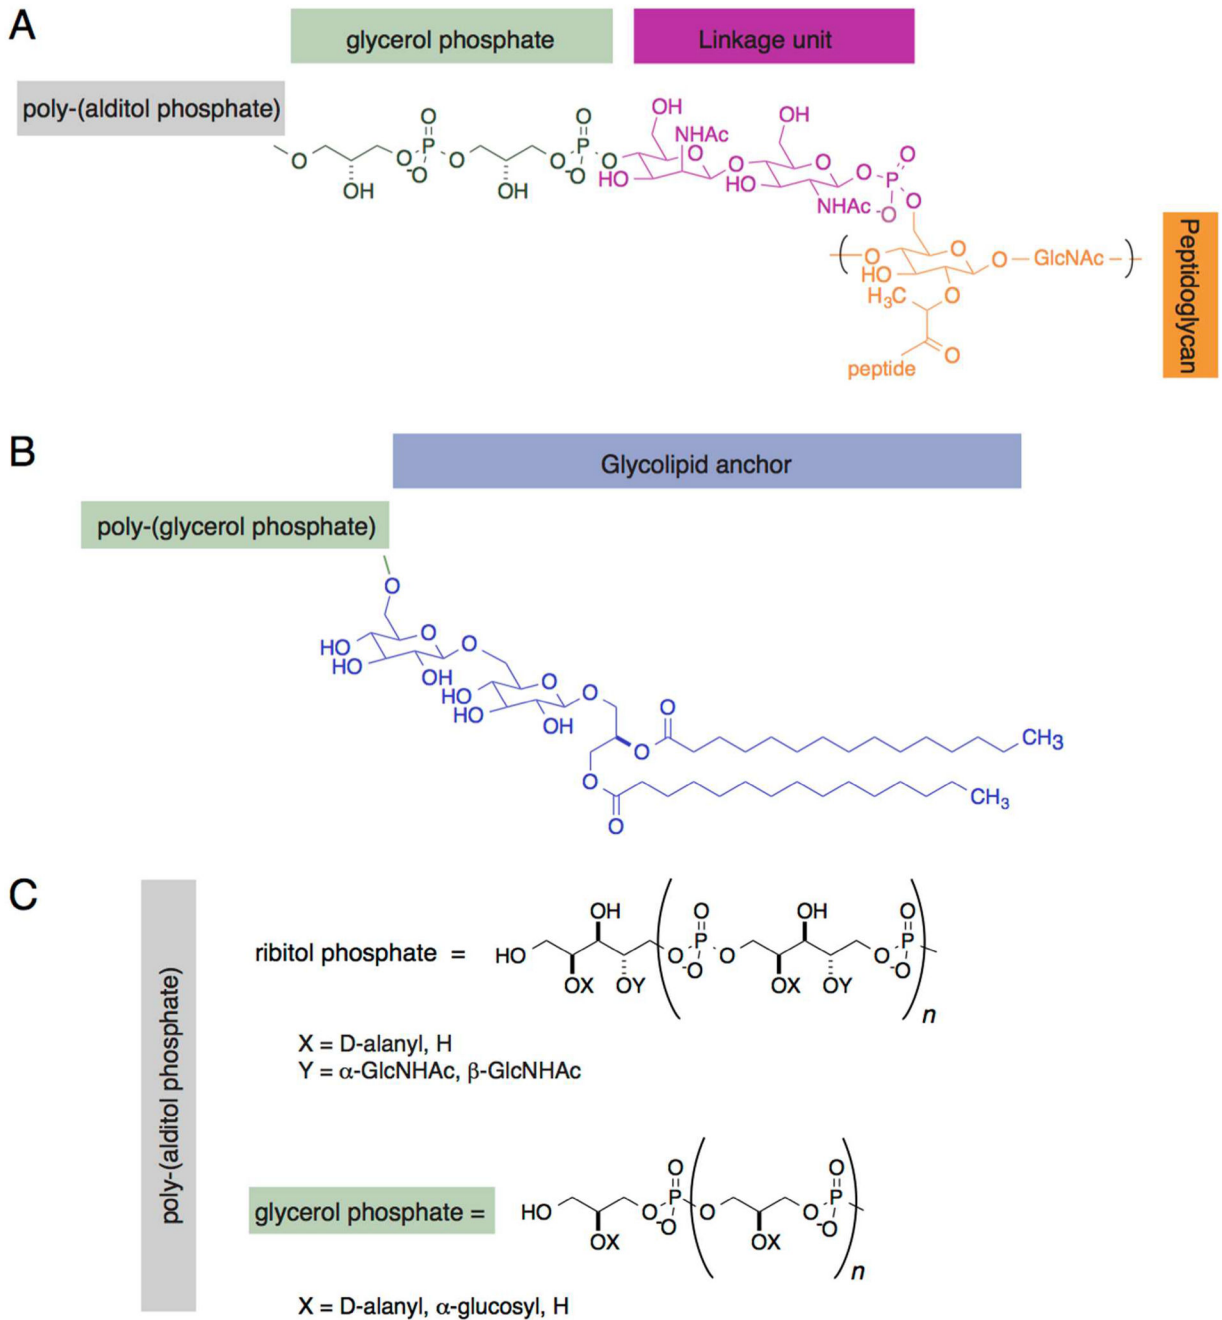 A
glycerol phosphate
Linkage unit
poly-(alditol phosphate)
O OH O P O -O O OH O P O -O O
OH NHAc O HO O
OH O HO NHAc O P O -O O
( O HO O O GlcNAc )
H3C O
O
peptide
Peptidoglycan
B
Glycolipid anchor
poly-(glycerol phosphate)
O
HO HO O OH O
HO HO O OH O
O O CH3
O O CH3
C
poly-(alditol phosphate)
ribitol phosphate =
HO OH OX OY ( O P O -O O OH OX OY O P O -O ) n
X = D-alanyl, H
Y = α-GlcNHAc, β-GlcNHAc
glycerol phosphate =
HO OX O P O -O ( O OX O P O -O ) n
X = D-alanyl, α-glucosyl, H